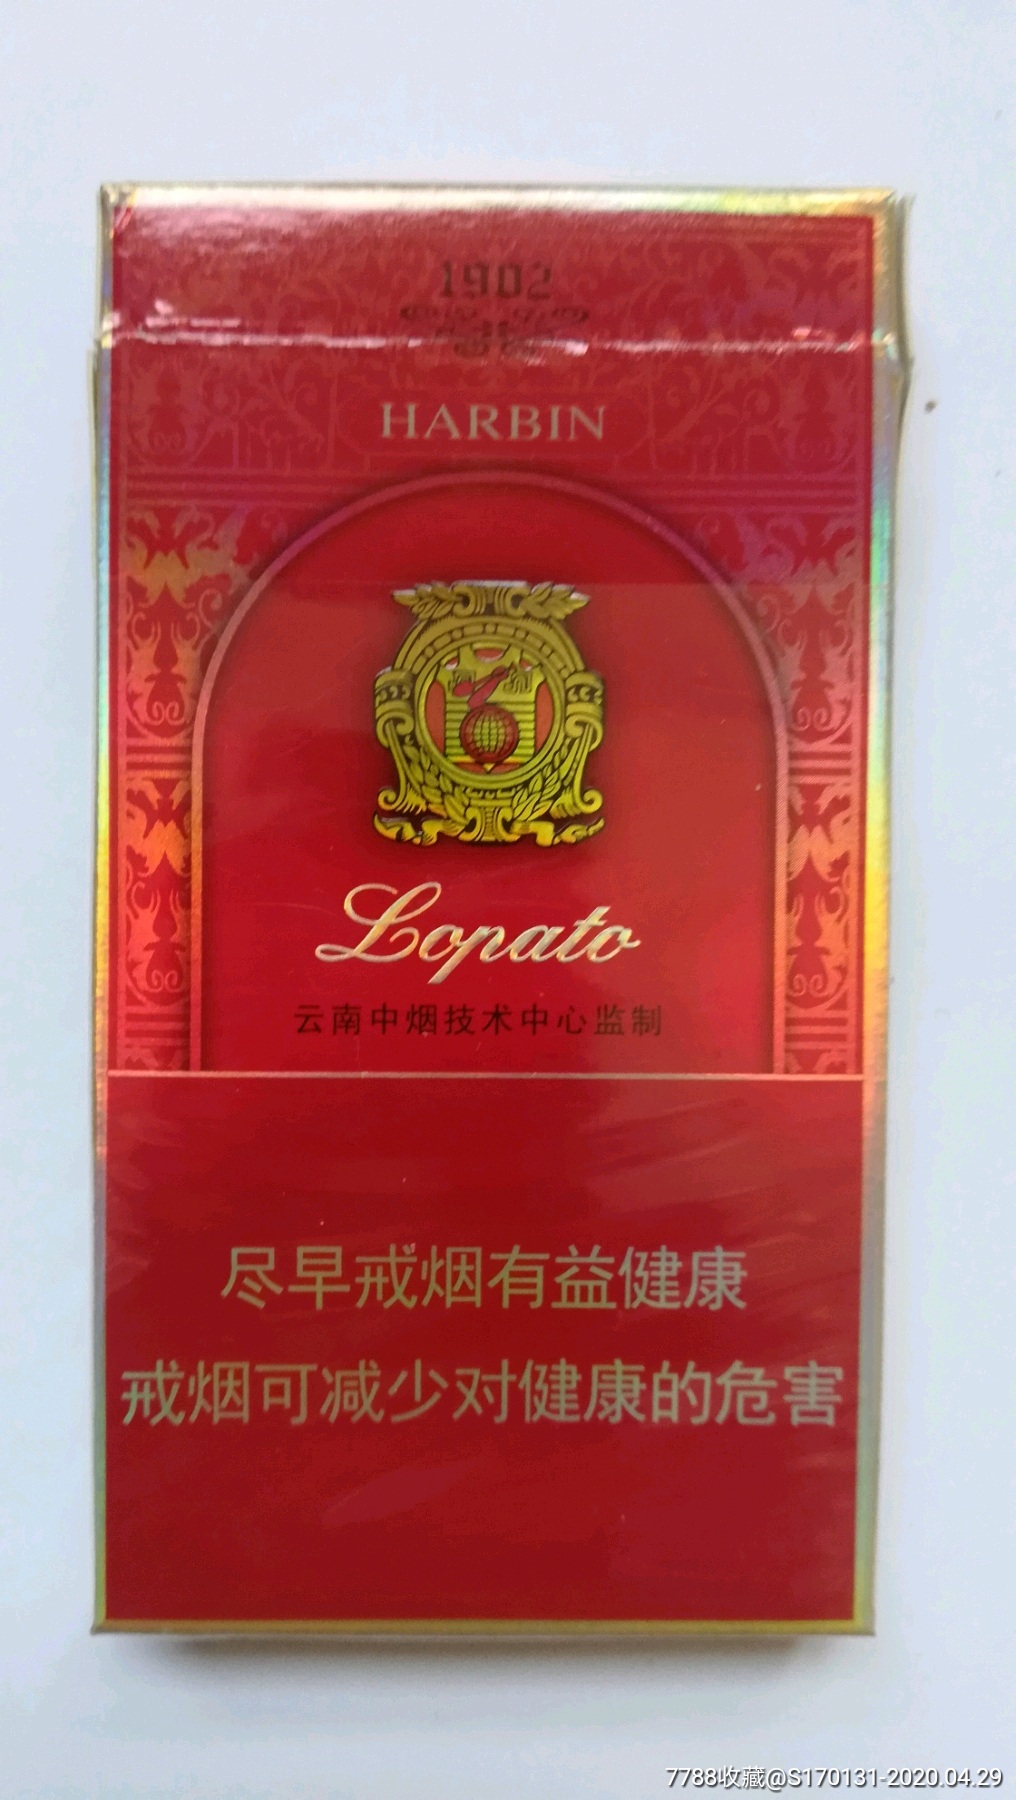 1902
HARBIN
Lopato
云南中烟技术中心监制
尽早戒烟有益健康
戒烟可减少对健康的危害
7788收藏@S170131-2020.04.29